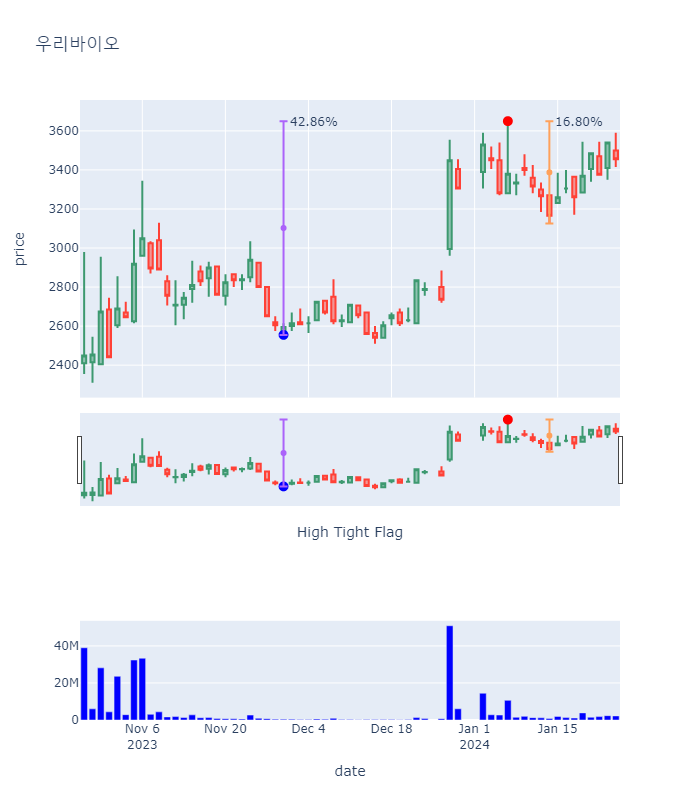 우리바이오
42.86%
16.80%
3600
3400
3200
3000
2800
2600
2400
price
High Tight Flag
40M
20M
0
Nov 6
2023
Nov 20
Dec 4
Dec 18
Jan 1
2024
Jan 15
date